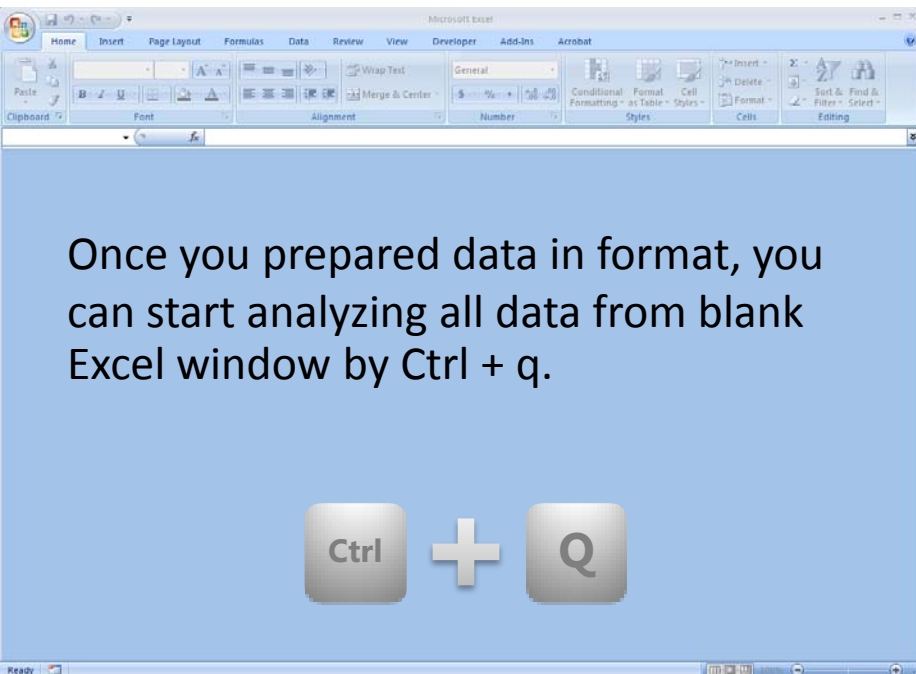 Microsoft Excel
Home Insert Page Layout Formulas Data Review View Developer Add-Ins Acrobat
Wrap Text General Insert Σ
Paste Delete
B I U A Merge & Center $ % , Conditional Format Cell Format Sort & Find &
Formatting as Table Styles Filter Select
Clipboard Font Alignment Number Styles Cells Editing
fx
Once you prepared data in format, you
can start analyzing all data from blank
Excel window by Ctrl + q.
Ctrl + Q
Ready 100%